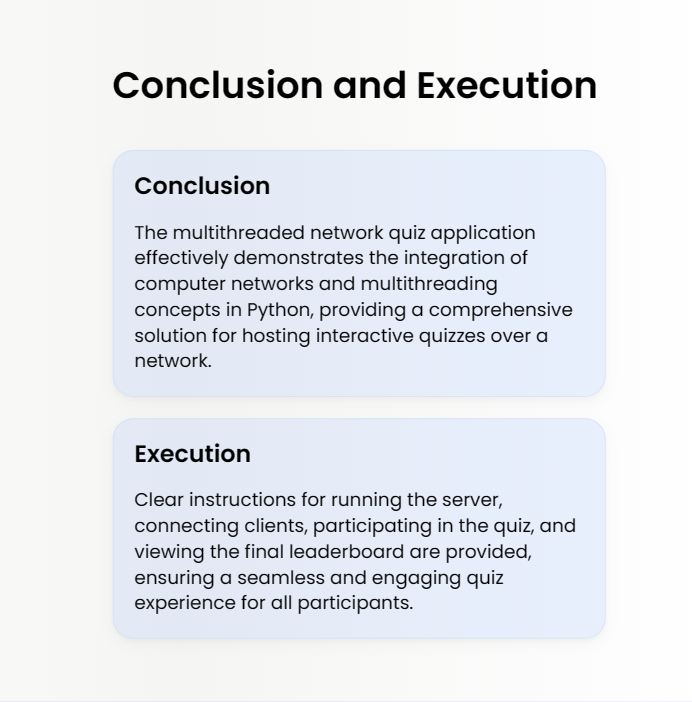 Conclusion and Execution
Conclusion
The multithreaded network quiz application
effectively demonstrates the integration of
computer networks and multithreading
concepts in Python, providing a comprehensive
solution for hosting interactive quizzes over a
network.
Execution
Clear instructions for running the server,
connecting clients, participating in the quiz, and
viewing the final leaderboard are provided,
ensuring a seamless and engaging quiz
experience for all participants.